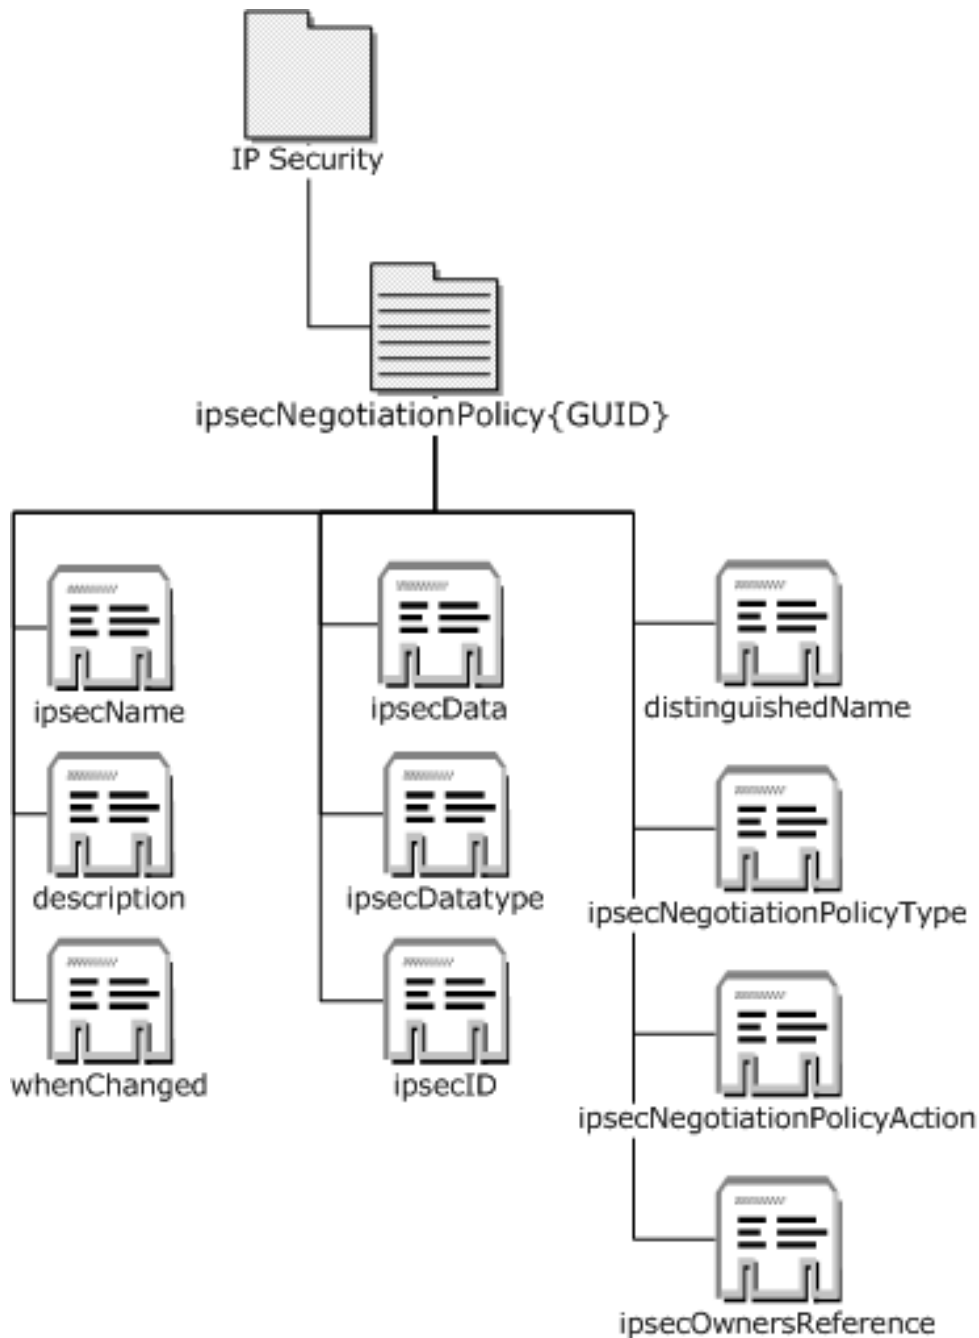 IP Security
ipsecNegotiationPolicy{GUID}
ipsecName
ipsecData
distinguishedName
description
ipsecDatatype
ipsecNegotiationPolicyType
whenChanged
ipsecID
ipsecNegotiationPolicyAction
ipsecOwnersReference